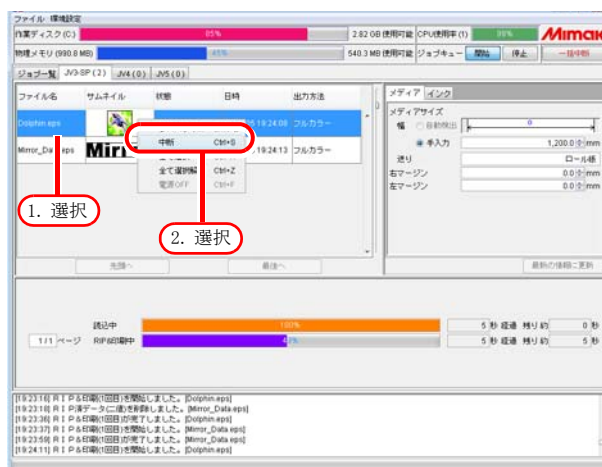 ファイル 環境設定
作業ディスク(C:) 85% 2.82 GB 使用可能 CPU使用率(1) 39% Mimaki
物理メモリ(990.8 MB) 45% 540.3 MB 使用可能 ジョブキュー 開始 停止 一括中断
ジョブ一覧 JV3-SP(2) JV4(0) JV5(0)
ファイル名 サムネイル 状態 日時 出力方法
Dolphin.eps 19:24:08 フルカラー
中断 Ctrl+S
Mirror_Da eps Mirr 19:24:13 フルカラー
全て選択解 Ctrl+Z
電源OFF Ctrl+F
1. 選択
2. 選択
先頭へ 最後へ
メディア インク
メディアサイズ
幅 自動検出 0
手入力 1,200.0 mm
送り ロール紙
右マージン 0.0 mm
左マージン 0.0 mm
最新の情報に更新
読込中 100% 5 秒 経過 残り 約 0 秒
1/1 ページ RIP&印刷中 47% 5 秒 経過 残り 約 5 秒
[19:23:16] ＲＩＰ＆印刷(1回目)を開始しました。[Dolphin.eps]
[19:23:18] ＲＩＰ済データ(二値)を削除しました。[Mirror_Data.eps]
[19:23:36] ＲＩＰ＆印刷(1回目)が完了しました。[Dolphin.eps]
[19:23:37] ＲＩＰ＆印刷(1回目)を開始しました。[Mirror_Data.eps]
[19:23:59] ＲＩＰ＆印刷(1回目)が完了しました。[Mirror_Data.eps]
[19:24:11] ＲＩＰ＆印刷(1回目)を開始しました。[Dolphin.eps]